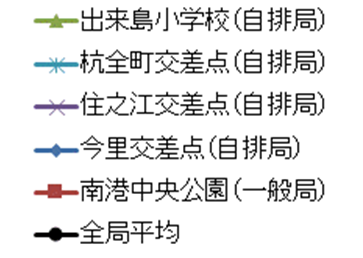 出来島小学校(自排局)
杭全町交差点(自排局)
住之江交差点(自排局)
今里交差点(自排局)
南港中央公園(一般局)
全局平均